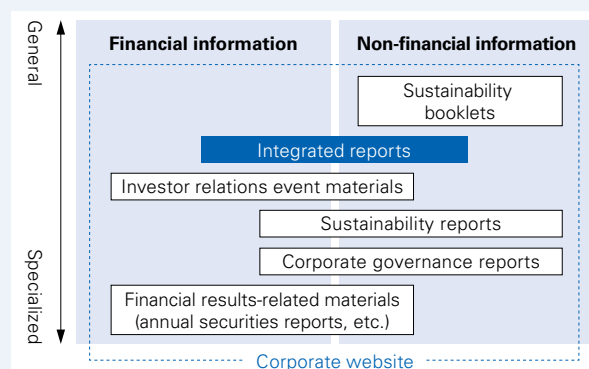 General
Specialized
Financial information
Non-financial information
Sustainability
booklets
Integrated reports
Investor relations event materials
Sustainability reports
Corporate governance reports
Financial results-related materials
(annual securities reports, etc.)
Corporate website